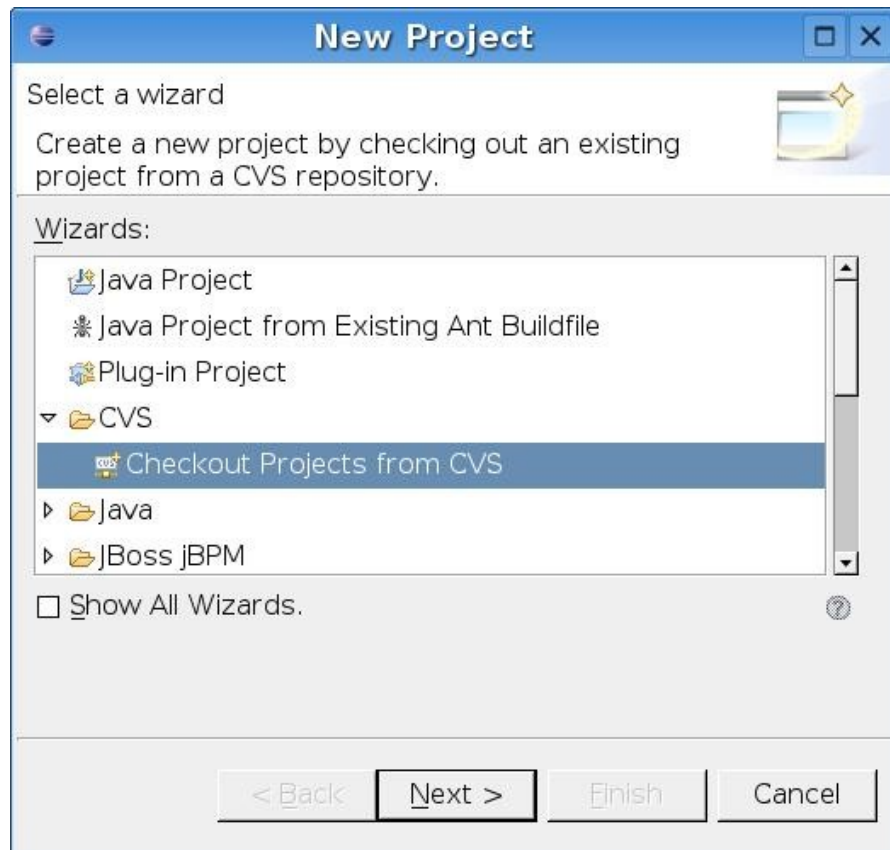 New Project
Select a wizard
Create a new project by checking out an existing
project from a CVS repository.
Wizards:
Java Project
Java Project from Existing Ant Buildfile
Plug-in Project
CVS
Checkout Projects from CVS
Java
JBoss jBPM
Show All Wizards.
< Back
Next >
Finish
Cancel